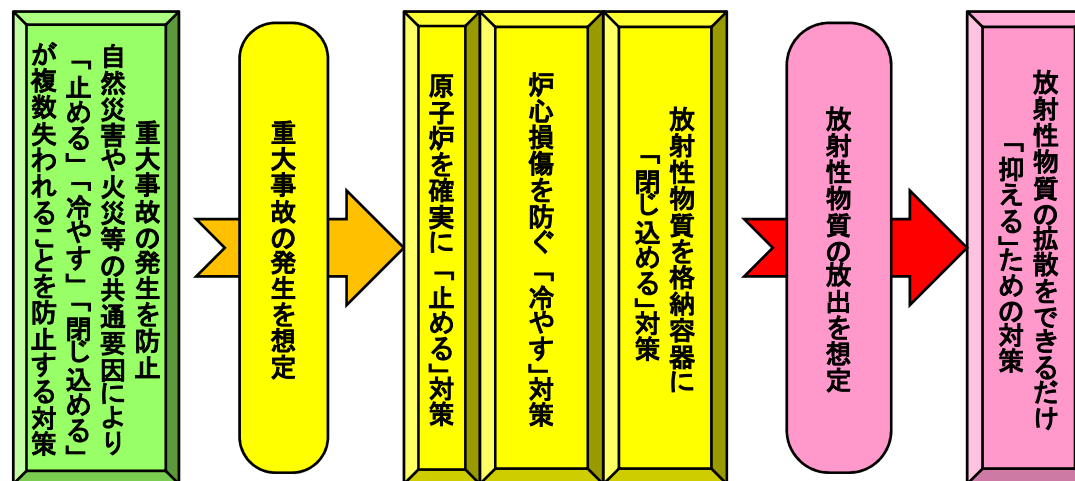 重大事故の発生を防止
自然災害や火災等の共通要因により
「止める」「冷やす」「閉じ込める」
が複数失われることを防止する対策
重大事故の発生を想定
原子炉を確実に「止める」対策
炉心損傷を防ぐ「冷やす」対策
放射性物質を格納容器に
「閉じ込める」対策
放射性物質の放出を想定
放射性物質の拡散をできるだけ
「抑える」ための対策